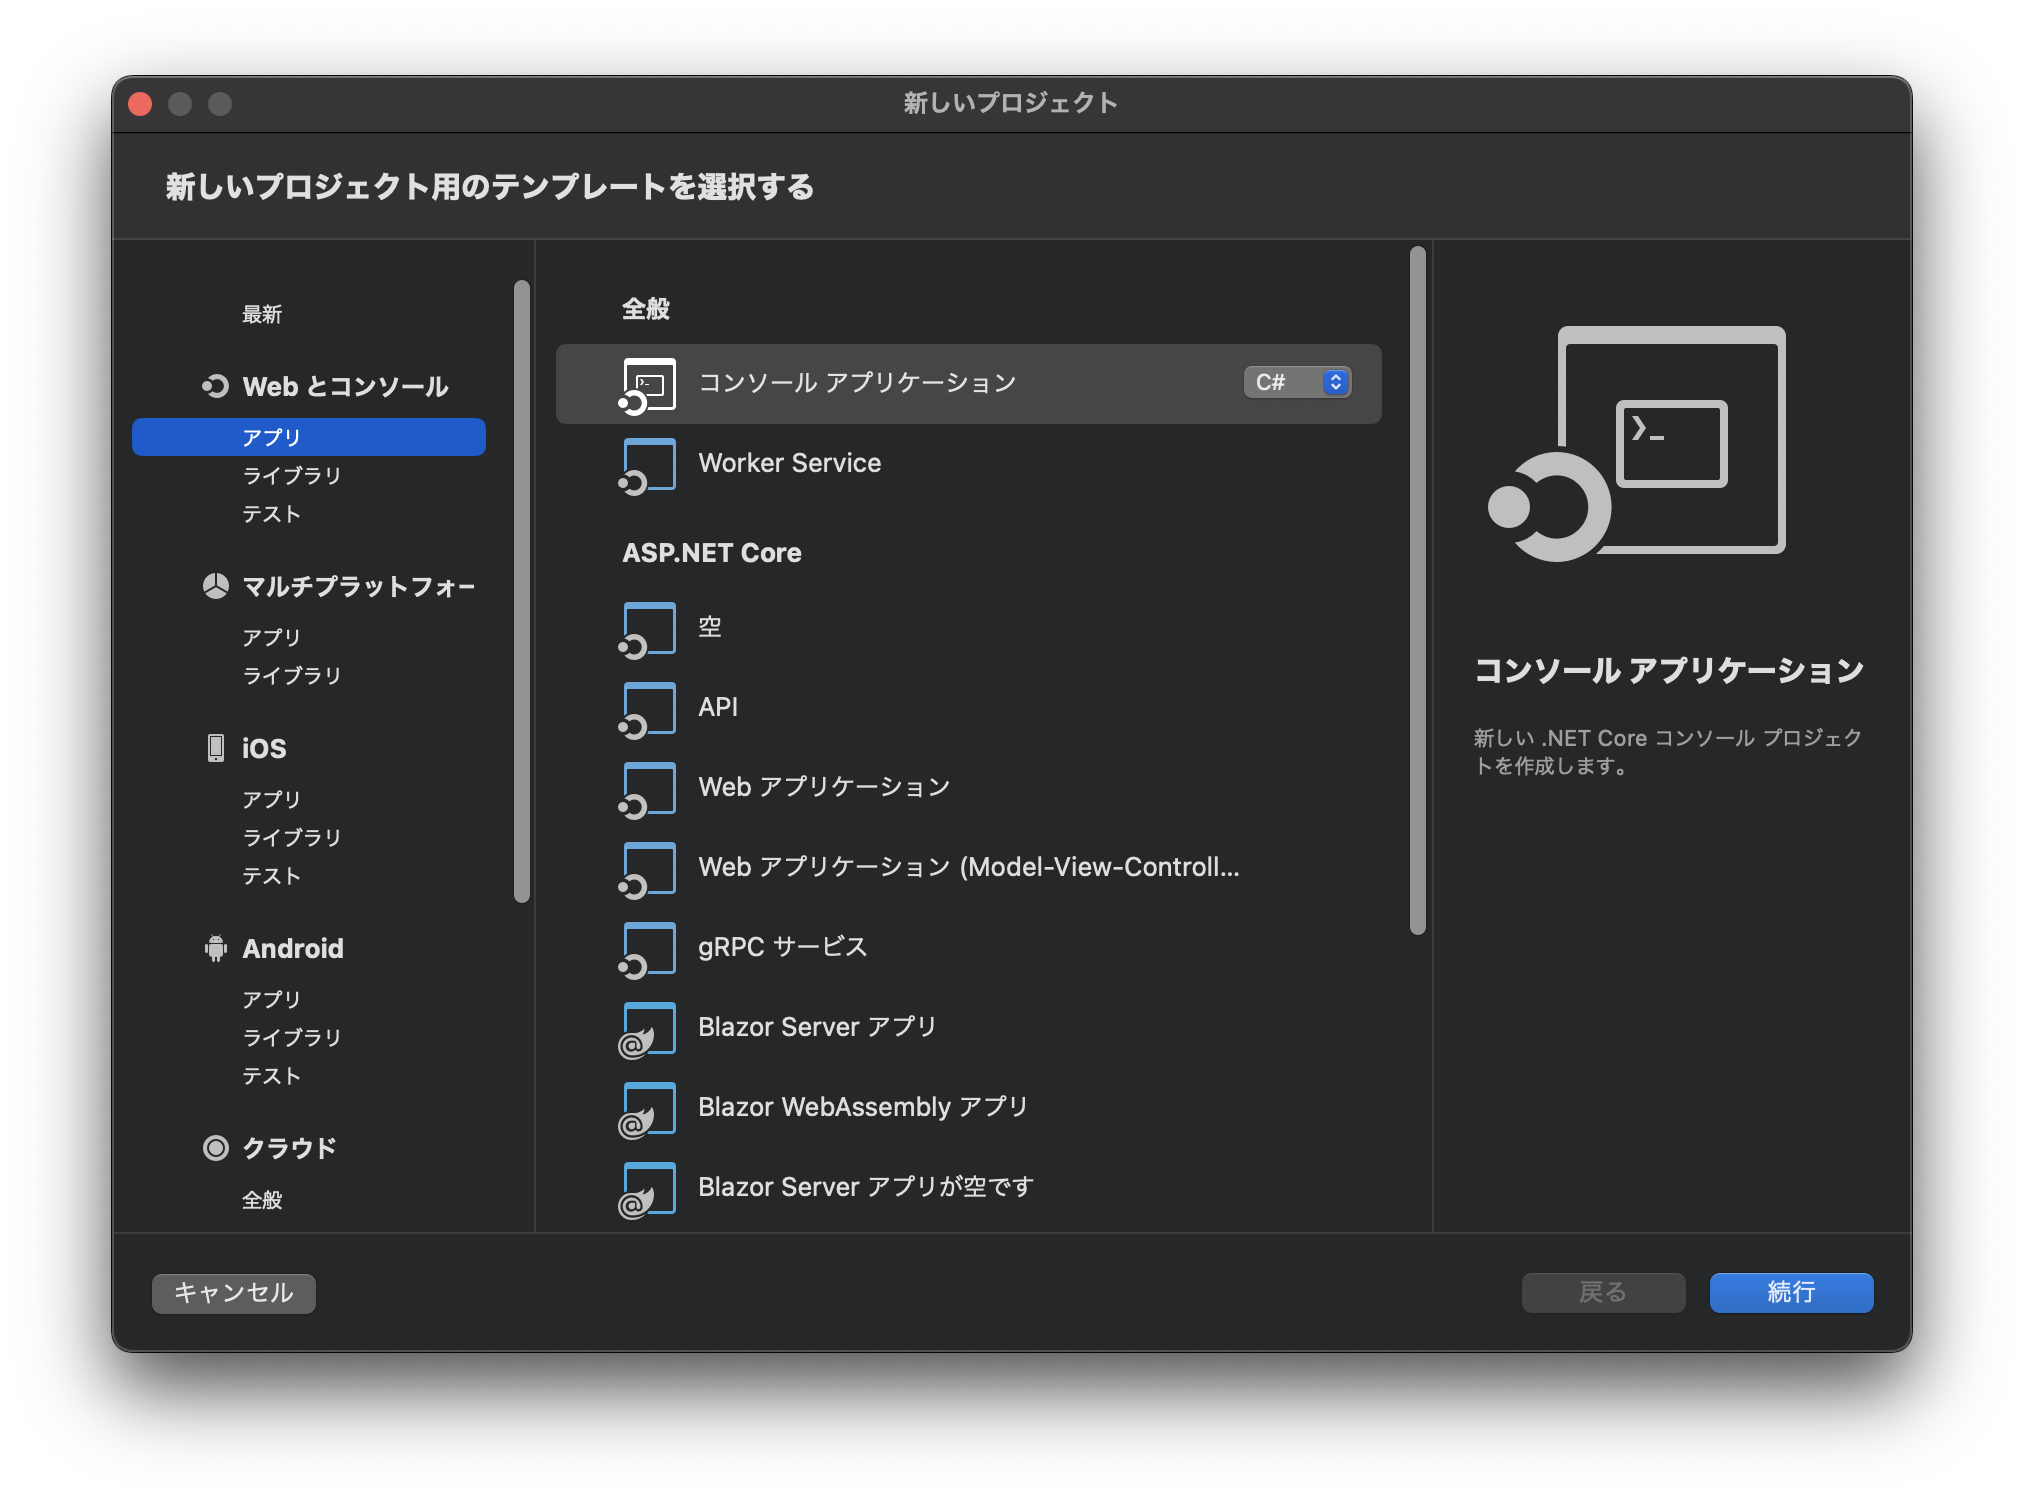 新しいプロジェクト
新しいプロジェクト用のテンプレートを選択する
最新
Web とコンソール
アプリ
ライブラリ
テスト
マルチプラットフォー
アプリ
ライブラリ
iOS
アプリ
ライブラリ
テスト
Android
アプリ
ライブラリ
テスト
クラウド
全般
全般
コンソール アプリケーション
C#
Worker Service
ASP.NET Core
空
API
Web アプリケーション
Web アプリケーション (Model-View-Controll...
gRPC サービス
Blazor Server アプリ
Blazor WebAssembly アプリ
Blazor Server アプリが空です
コンソール アプリケーション
新しい .NET Core コンソール プロジェク
トを作成します。
キャンセル
戻る
続行